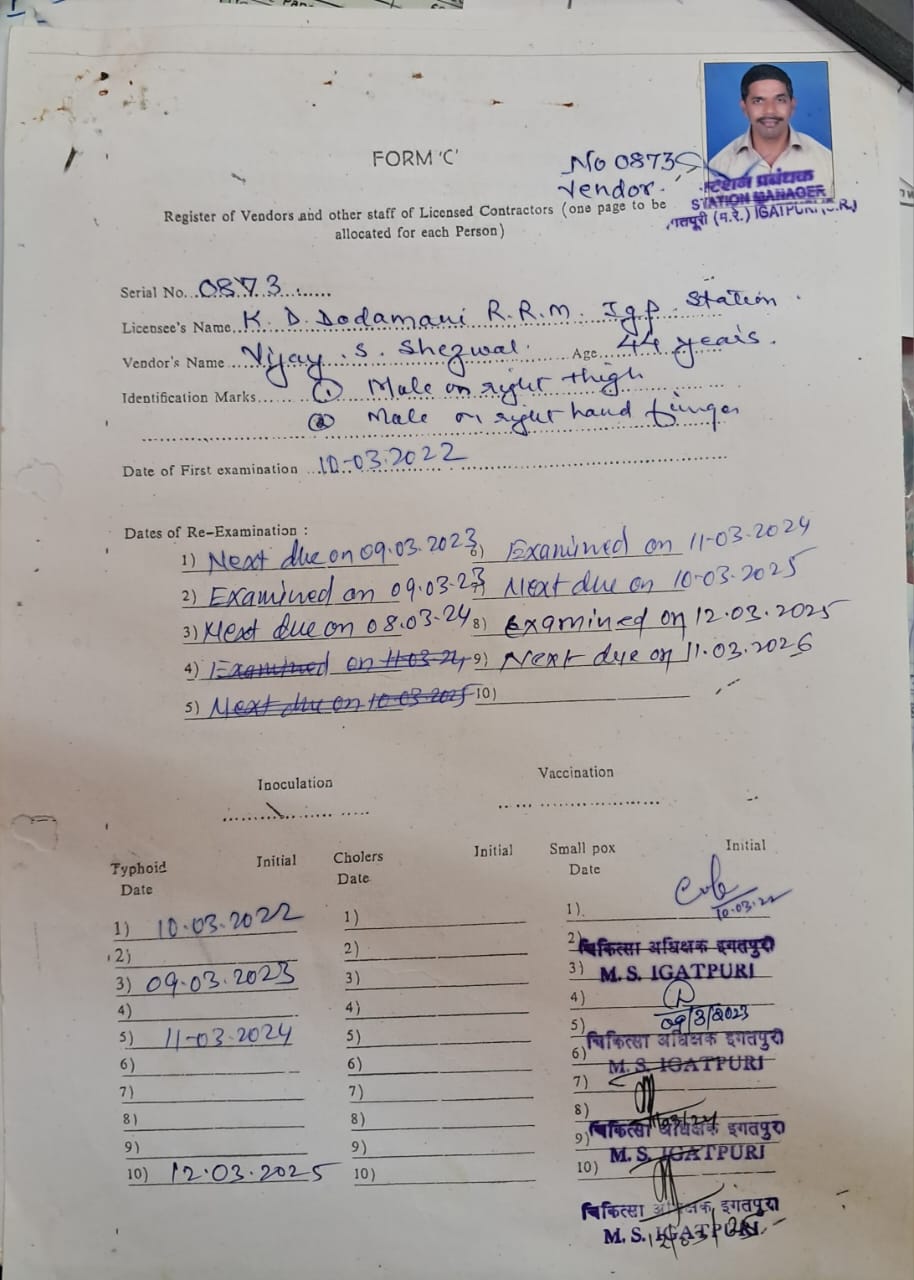 FORM 'C'
No 0873
Vendor.
स्टेशन प्रबंधक
STATION MANAGER
इगतपुरी (म.रे.) IGATPURI (C.R.)
Register of Vendors and other staff of Licensed Contractors (one page to be
allocated for each Person)
Serial No. 0873
Licensee's Name K. D. Dodamani R.R.M. Igp. Station.
Vendor's Name Vijay. S. Shezwal. Age 44 years.
Identification Marks ① Male on right thigh
② Male on right hand finger
Date of First examination 10-03.2022
Dates of Re-Examination :
1) Next due on 09.03.2023 6) Examined on 11-03-2024
2) Examined on 09.03-23 7) Next due on 10-03-2025
3) Next due on 08.03-24 8) Examined on 12.03.2025
4) Examined on 11-03-24 9) Next due on 11.03.2026
5) Next due on 10-03-2025 10)
Inoculation Vaccination
Typhoid Initial Cholers Initial Small pox Initial
Date Date Date
1) 10.03.2022 1) 1) 10.03.22
2) 2) 2) चिकित्सा अधिक्षक इगतपुरी
3) 09.03.2023 3) 3) M. S. IGATPURI
4) 4) 4)
5) 11-03-2024 5) 5) 09/3/2023
चिकित्सा अधिक्षक इगतपुरी
6) 6) 6) M. S. IGATPURI
7) 7) 7)
8) 8) 8) 11/03/24
9) 9) 9) चिकित्सा अधिक्षक इगतपुरी
10) 12.03.2025 10) 10) M. S. IGATPURI
चिकित्सा अधिक्षक इगतपुरी
M. S. IGATPURI 12/03/25